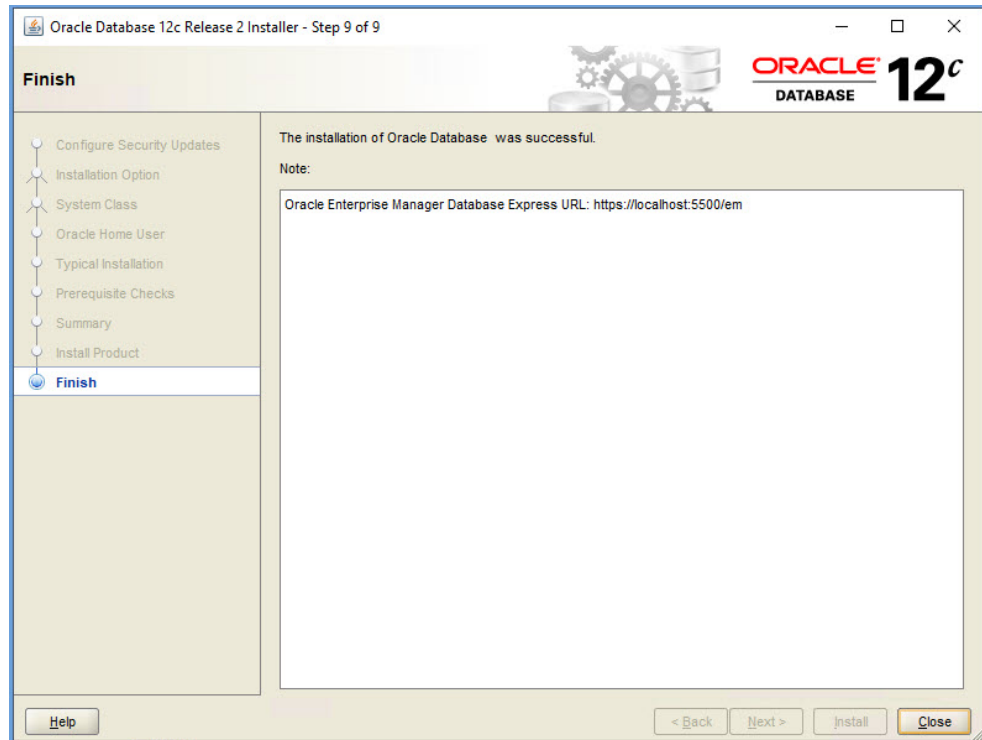 Oracle Database 12c Release 2 Installer - Step 9 of 9
Finish
ORACLE®
DATABASE
12c
Configure Security Updates
Installation Option
System Class
Oracle Home User
Typical Installation
Prerequisite Checks
Summary
Install Product
Finish
The installation of Oracle Database  was successful.
Note:
Oracle Enterprise Manager Database Express URL: https://localhost:5500/em
Help
< Back
Next >
Install
Close